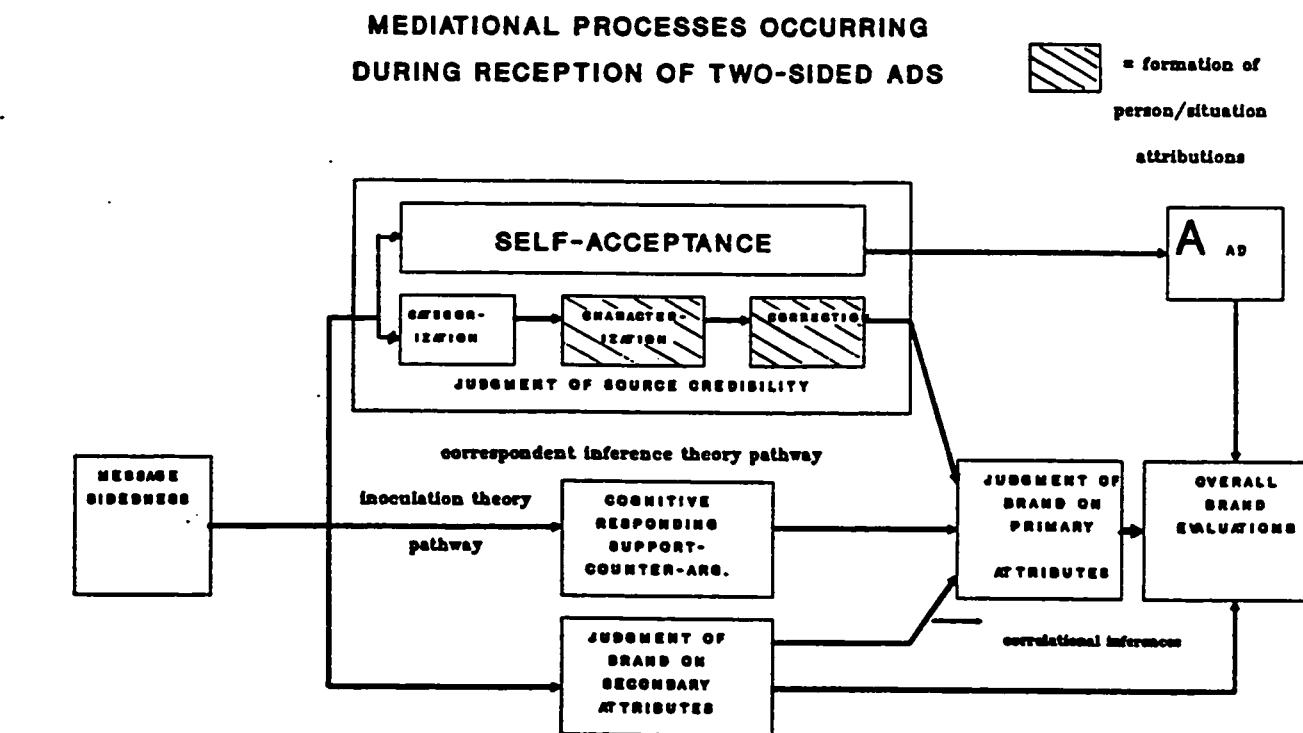 MEDIATIONAL PROCESSES OCCURRING
DURING RECEPTION OF TWO-SIDED ADS
= formation of
person/situation
attributions
SELF-ACCEPTANCE
A AD
CATEGOR-
IZATION
CHARACTER-
IZATION
CORRECTIO
JUDGMENT OF SOURCE CREDIBILITY
correspondent inference theory pathway
MESSAGE
SIDEDNESS
inoculation theory
pathway
COGNITIVE
RESPONDING
SUPPORT-
COUNTER-ARG.
JUDGMENT OF
BRAND ON
PRIMARY
ATTRIBUTES
OVERALL
BRAND
EVALUATIONS
correlational inferences
JUDGMENT OF
BRAND ON
SECONDARY
ATTRIBUTES